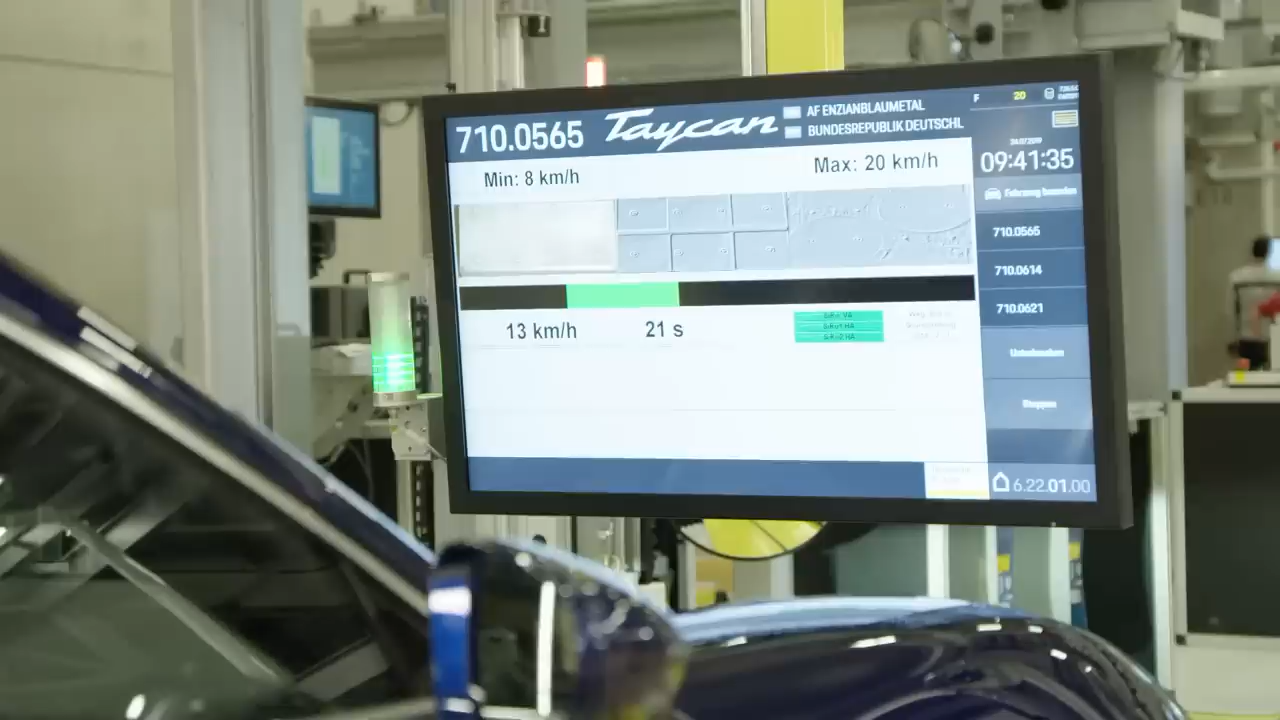 710.0565 Taycan
AF ENZIANBLAUMETAL
BUNDESREPUBLIK DEUTSCHL
F 20
09:41:35
Min: 8 km/h
Max: 20 km/h
710.0565
710.0614
710.0621
13 km/h 21 s
Stoppen
6.22.01.00